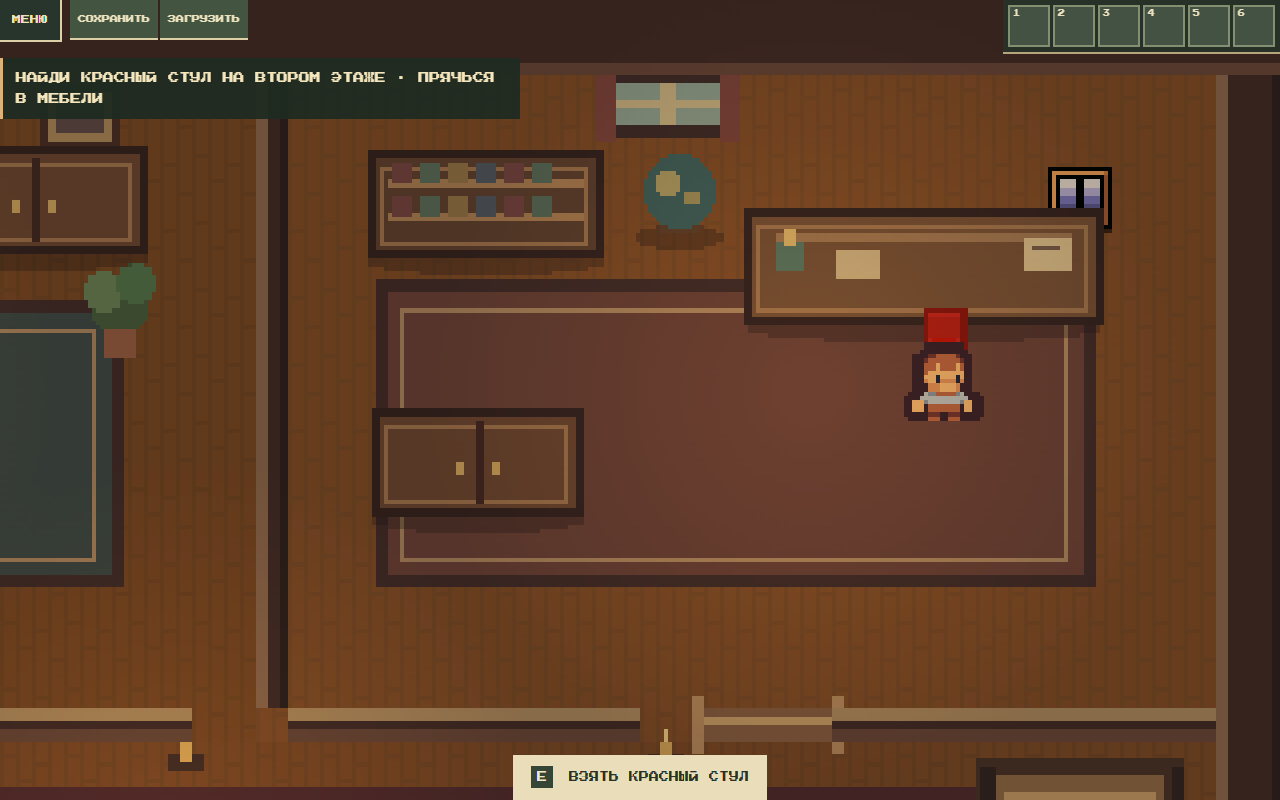 МЕНЮ
СОХРАНИТЬ
ЗАГРУЗИТЬ
1 2 3 4 5 6
НАЙДИ КРАСНЫЙ СТУЛ НА ВТОРОМ ЭТАЖЕ · ПРЯЧЬСЯ
В МЕБЕЛИ
E ВЗЯТЬ КРАСНЫЙ СТУЛ